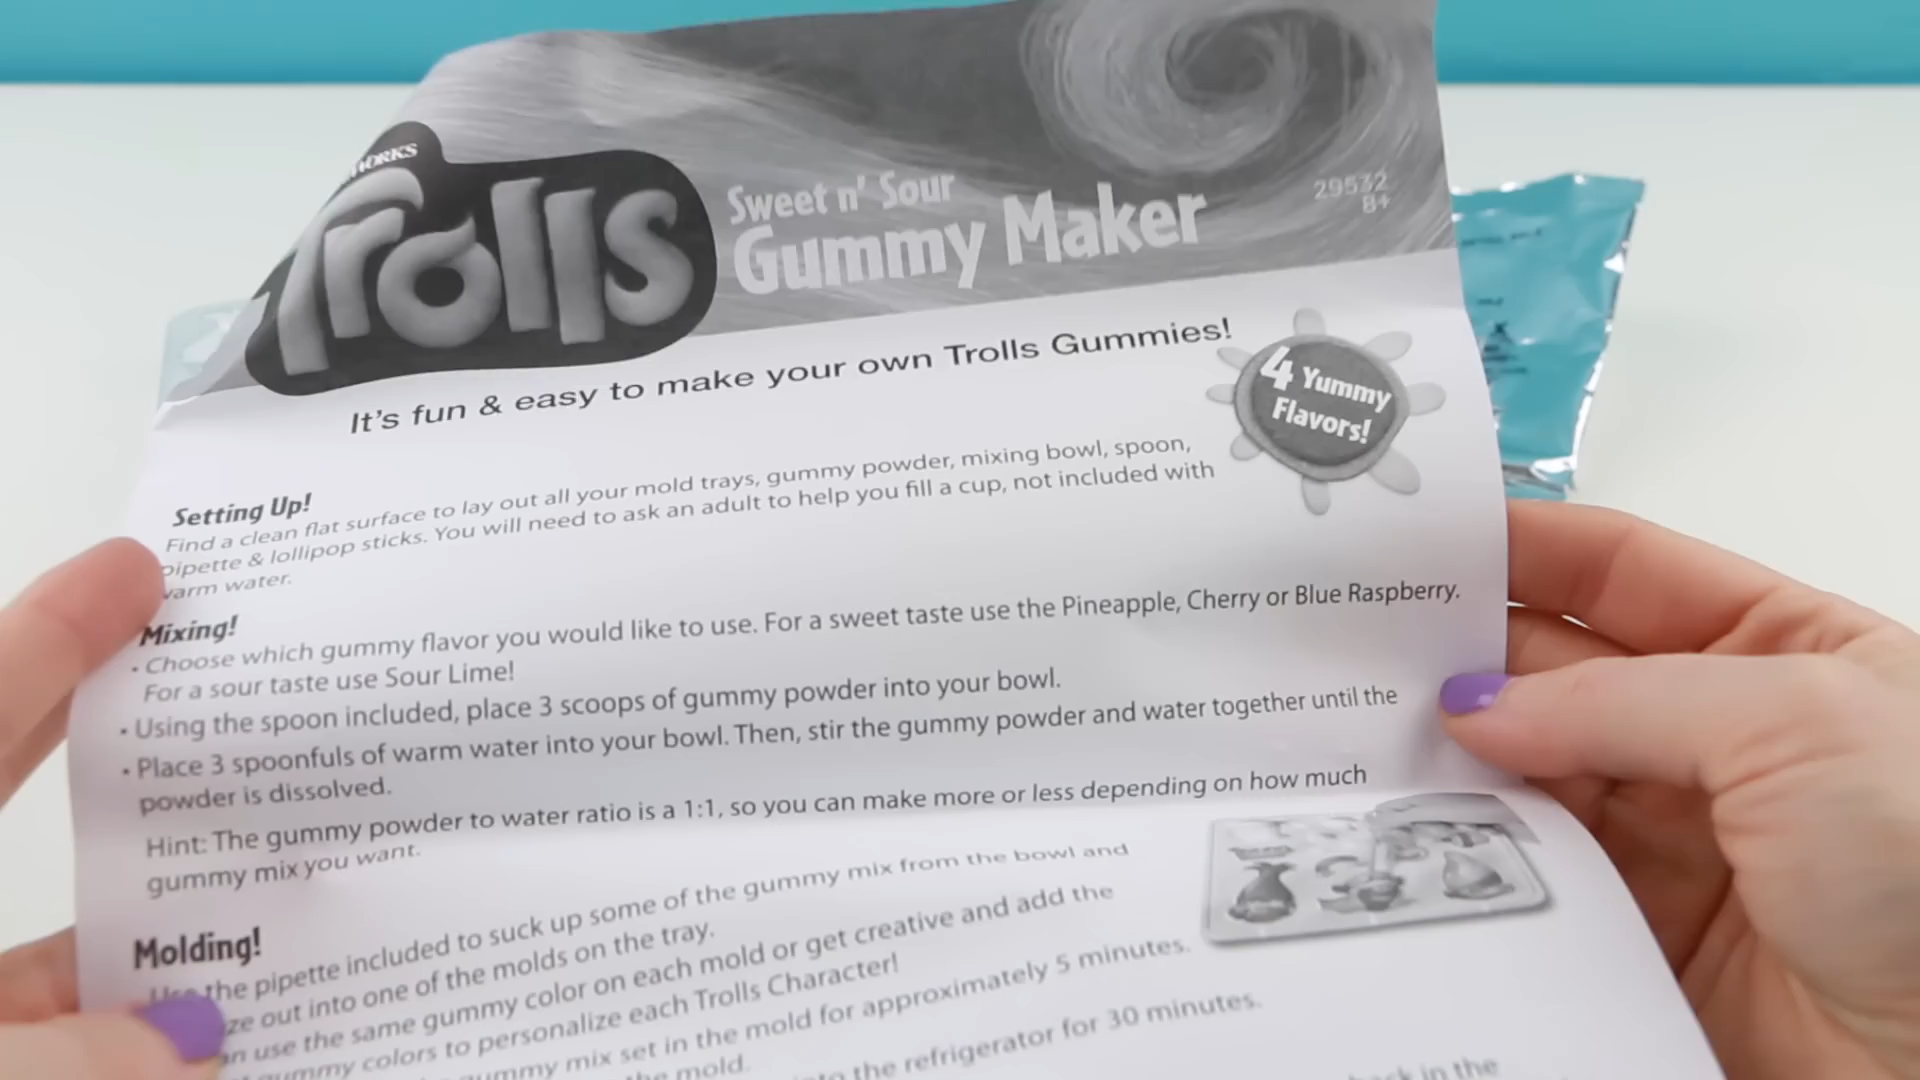 WORKS
Trolls
Sweet n' Sour
Gummy Maker
29532
8+
It's fun & easy to make your own Trolls Gummies!
4 Yummy
Flavors!
Setting Up!
Find a clean flat surface to lay out all your mold trays, gummy powder, mixing bowl, spoon,
pipette & lollipop sticks. You will need to ask an adult to help you fill a cup, not included with
warm water.
Mixing!
• Choose which gummy flavor you would like to use. For a sweet taste use the Pineapple, Cherry or Blue Raspberry.
For a sour taste use Sour Lime!
• Using the spoon included, place 3 scoops of gummy powder into your bowl.
• Place 3 spoonfuls of warm water into your bowl. Then, stir the gummy powder and water together until the
powder is dissolved.
Hint: The gummy powder to water ratio is a 1:1, so you can make more or less depending on how much
gummy mix you want.
Molding!
Use the pipette included to suck up some of the gummy mix from the bowl and
ze out into one of the molds on the tray.
an use the same gummy color on each mold or get creative and add the
gummy colors to personalize each Trolls Character!
gummy mix set in the mold for approximately 5 minutes.
the mold.
into the refrigerator for 30 minutes.
back in the